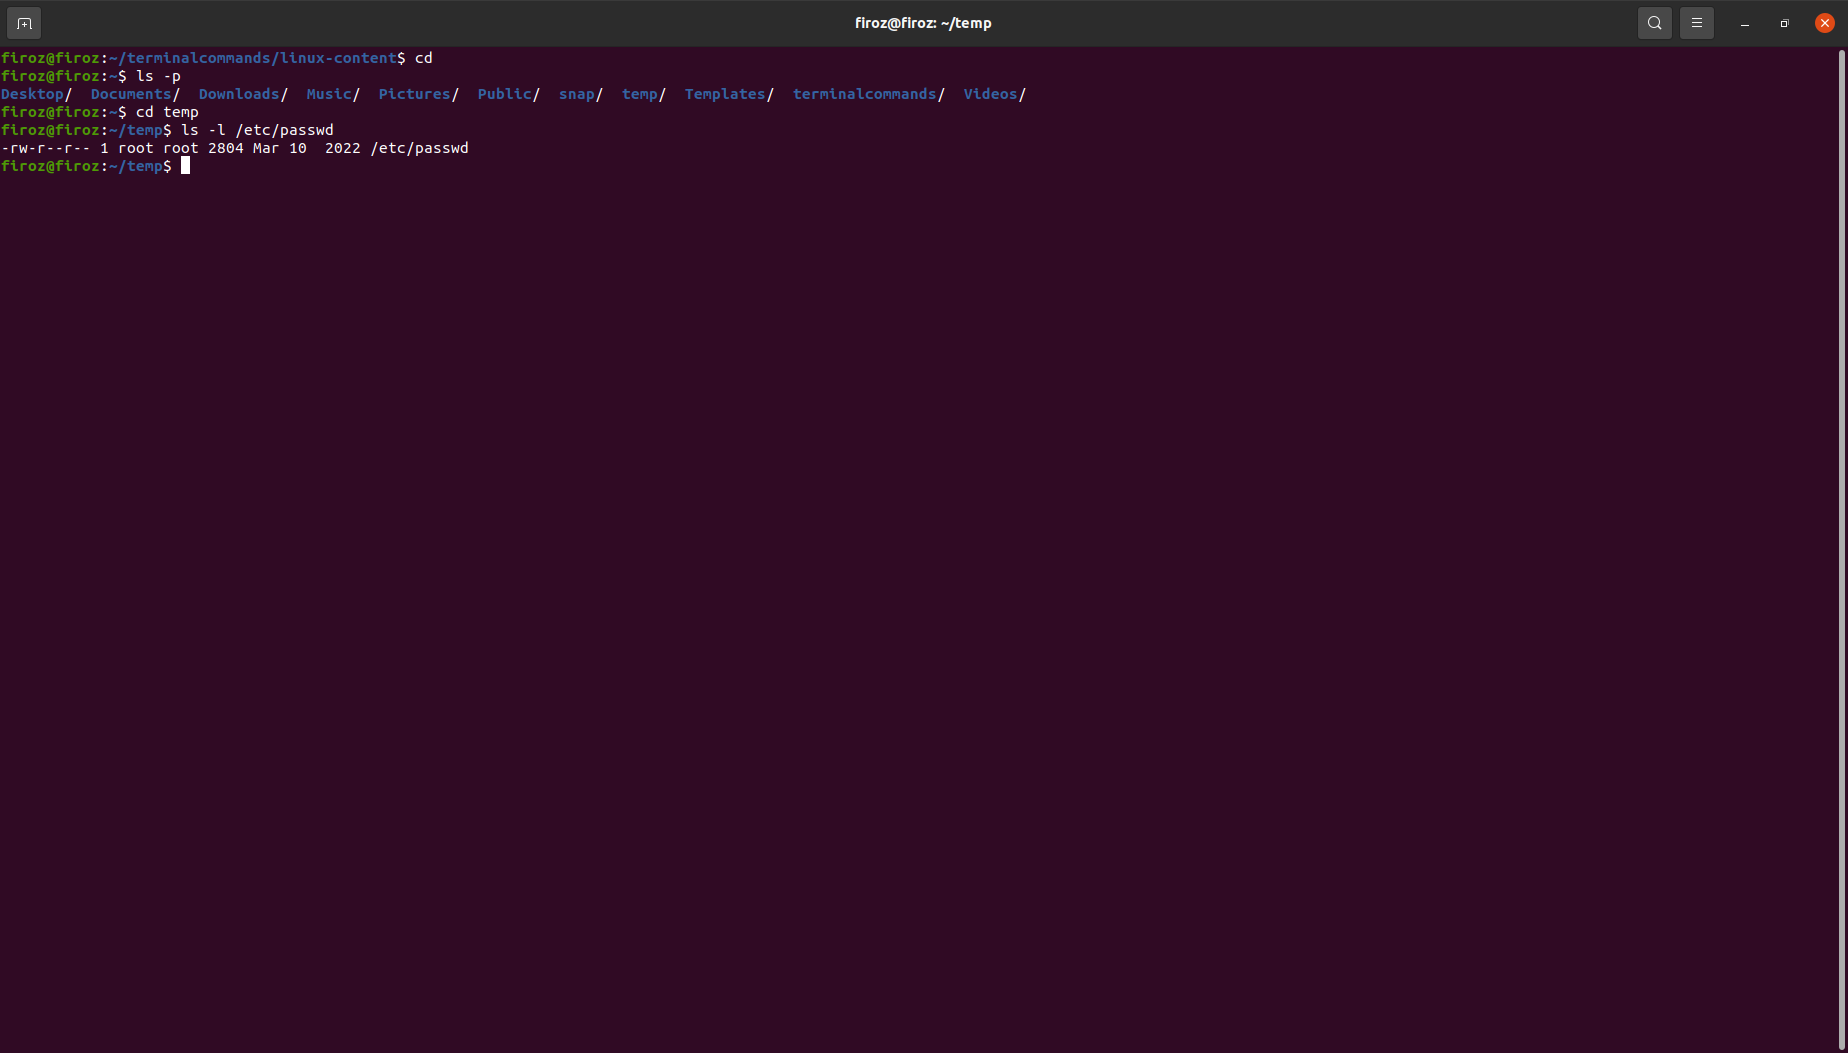 firoz@firoz: ~/temp
firoz@firoz:~/terminalcommands/linux-content$ cd
firoz@firoz:~$ ls -p
Desktop/  Documents/  Downloads/  Music/  Pictures/  Public/  snap/  temp/  Templates/  terminalcommands/  Videos/
firoz@firoz:~$ cd temp
firoz@firoz:~/temp$ ls -l /etc/passwd
-rw-r--r-- 1 root root 2804 Mar 10  2022 /etc/passwd
firoz@firoz:~/temp$